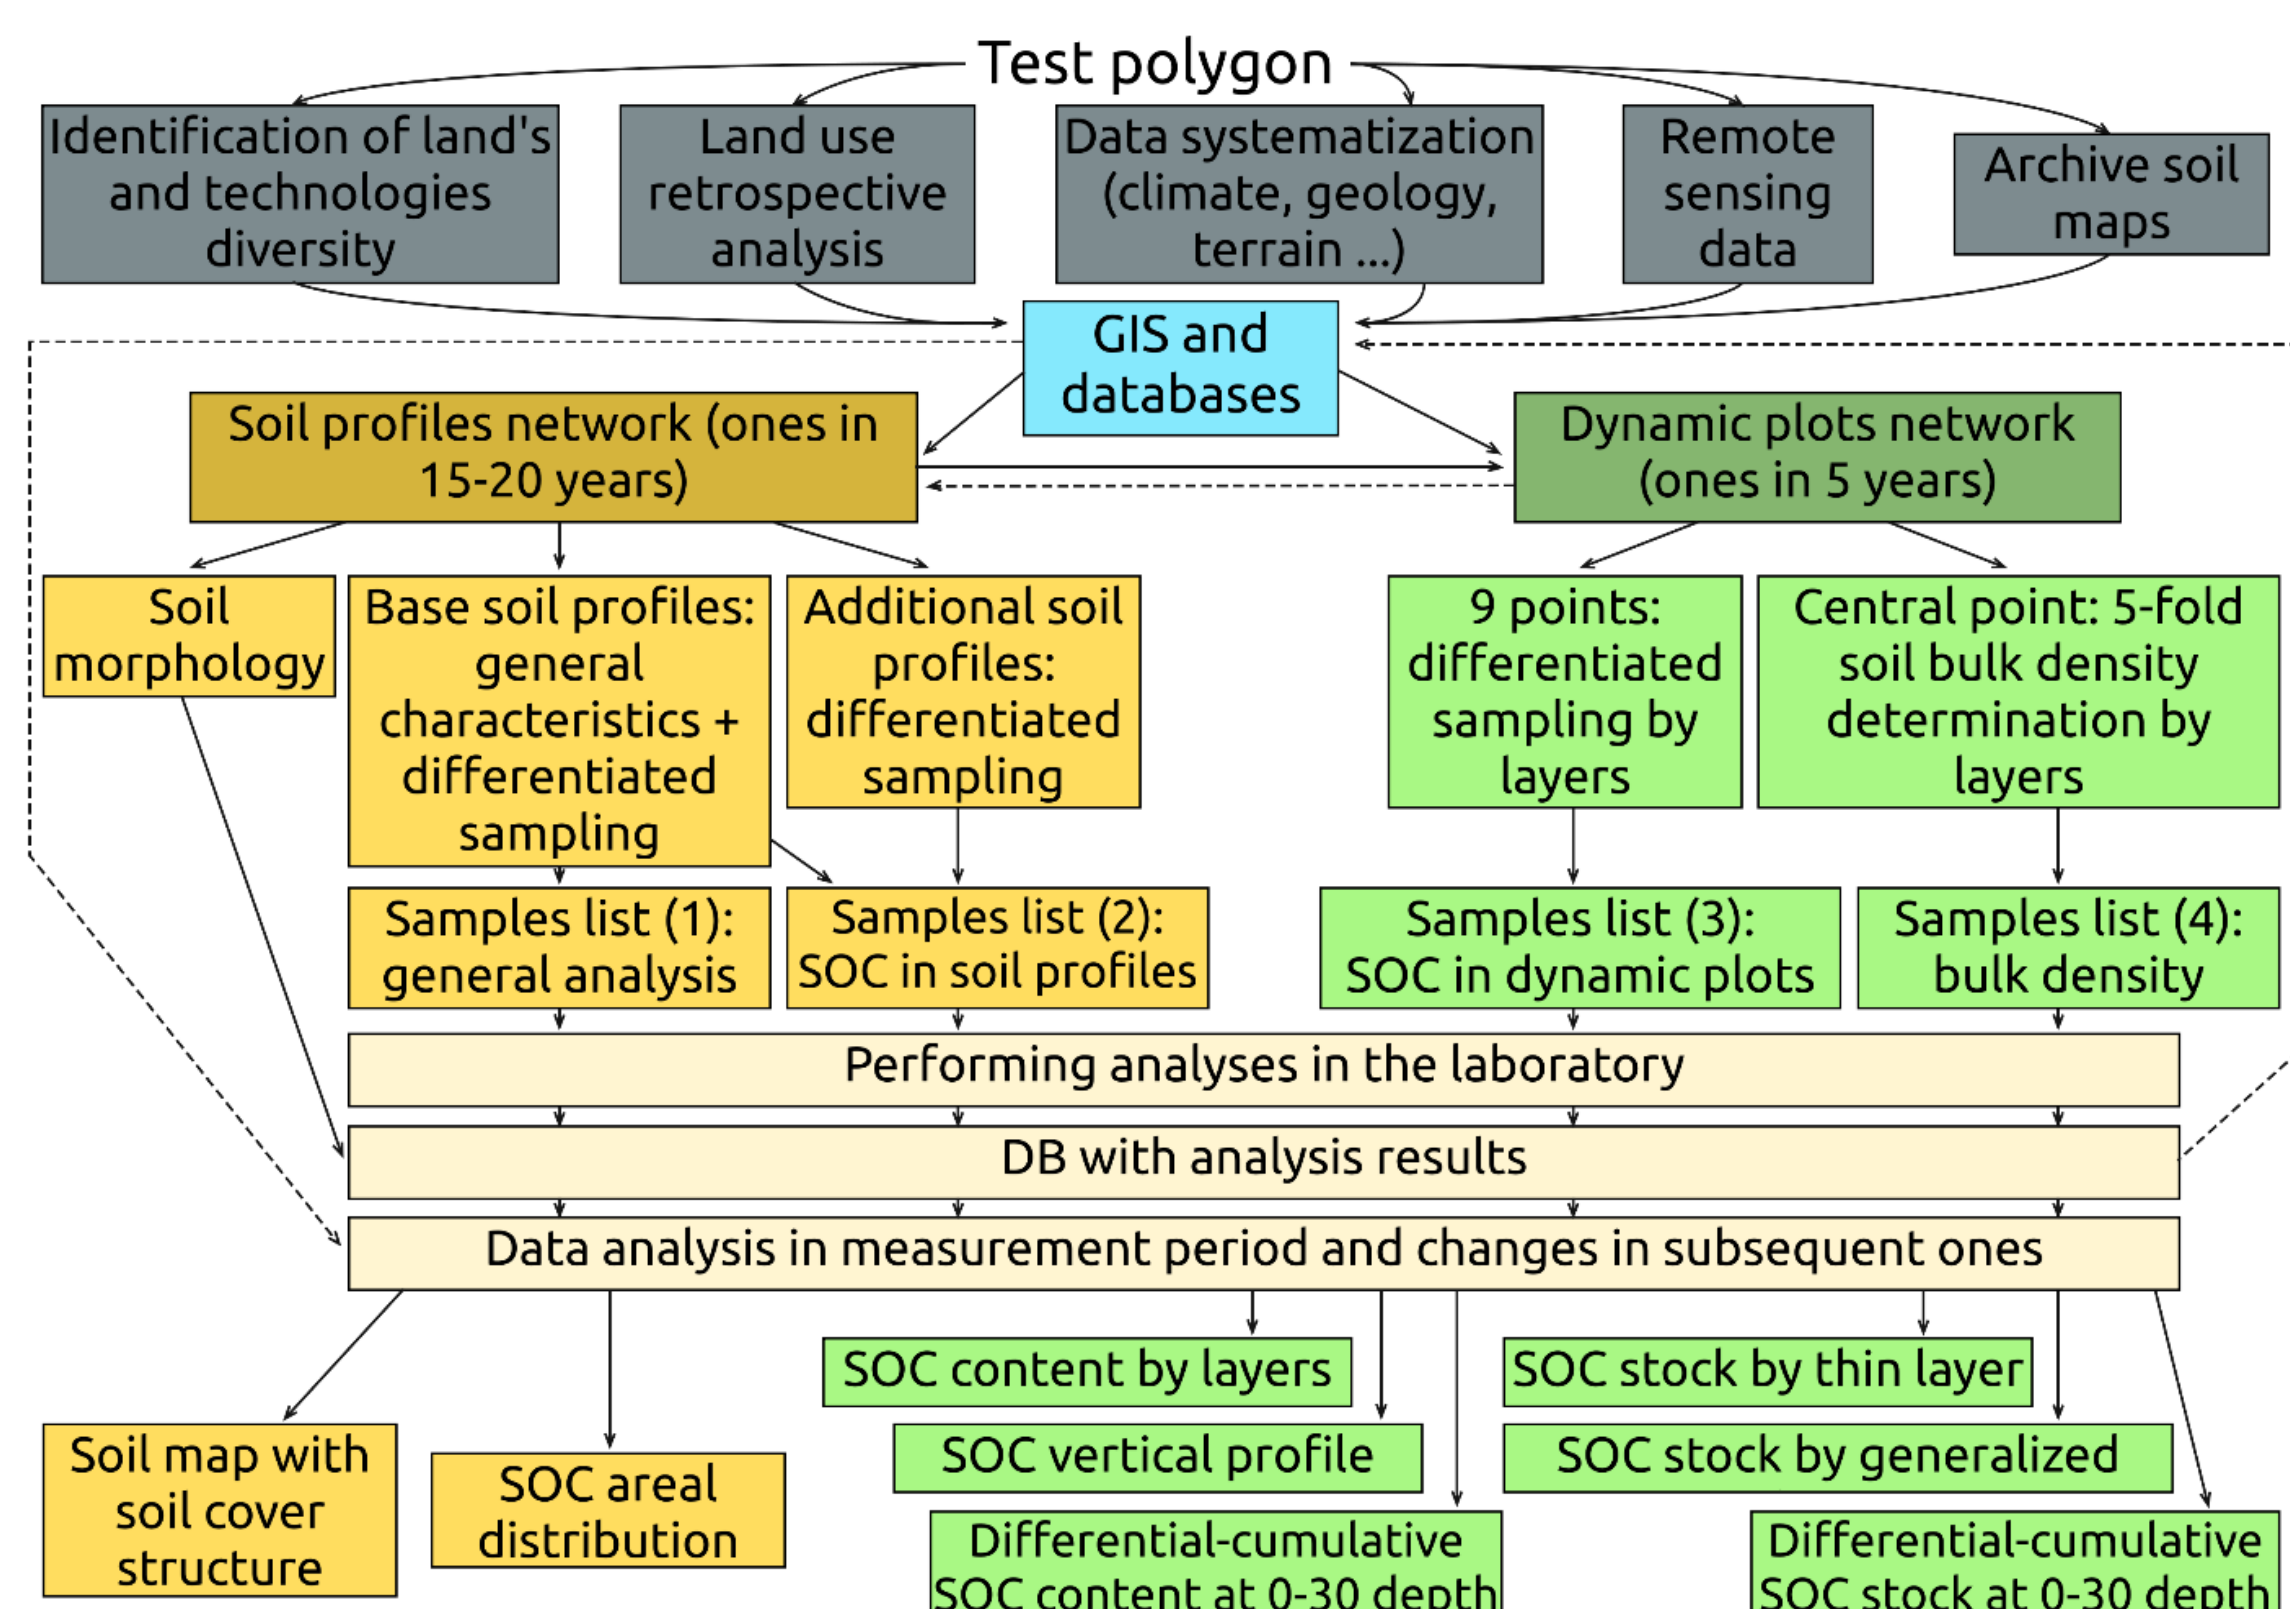 Test polygon
Identification of land's
and technologies
diversity
Land use
retrospective
analysis
Data systematization
(climate, geology,
terrain ...)
Remote
sensing
data
Archive soil
maps
GIS and
databases
Soil profiles network (ones in
15-20 years)
Dynamic plots network
(ones in 5 years)
Soil
morphology
Base soil profiles:
general
characteristics +
differentiated
sampling
Additional soil
profiles:
differentiated
sampling
9 points:
differentiated
sampling by
layers
Central point: 5-fold
soil bulk density
determination by
layers
Samples list (1):
general analysis
Samples list (2):
SOC in soil profiles
Samples list (3):
SOC in dynamic plots
Samples list (4):
bulk density
Performing analyses in the laboratory
DB with analysis results
Data analysis in measurement period and changes in subsequent ones
Soil map with
soil cover
structure
SOC areal
distribution
SOC content by layers
SOC vertical profile
Differential-cumulative
SOC content at 0-30 depth
SOC stock by thin layer
SOC stock by generalized
Differential-cumulative
SOC stock at 0-30 depth